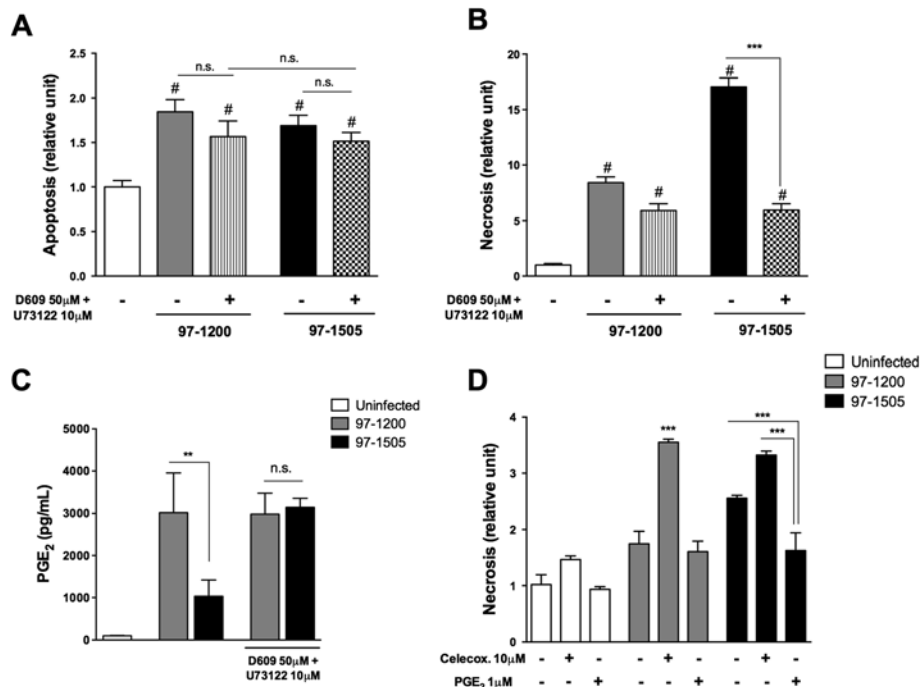 A
Apoptosis (relative unit)
2.5
2.0
1.5
1.0
0.5
0.0
n.s.
n.s.
n.s.
#
#
#
#
D609 50μM +
U73122 10μM
- - + - +
97-1200
97-1505
B
Necrosis (relative unit)
20
15
10
5
0
***
#
#
#
#
D609 50μM +
U73122 10μM
- - + - +
97-1200
97-1505
C
Uninfected
97-1200
97-1505
PGE2 (pg/mL)
5000
4000
3000
2000
1000
0
**
n.s.
D609 50μM +
U73122 10μM
D
Uninfected
97-1200
97-1505
Necrosis (relative unit)
4
3
2
1
0
***
***
***
Celecox. 10μM - + - - + - - + -
PGE2 1μM - - + - - + - - +